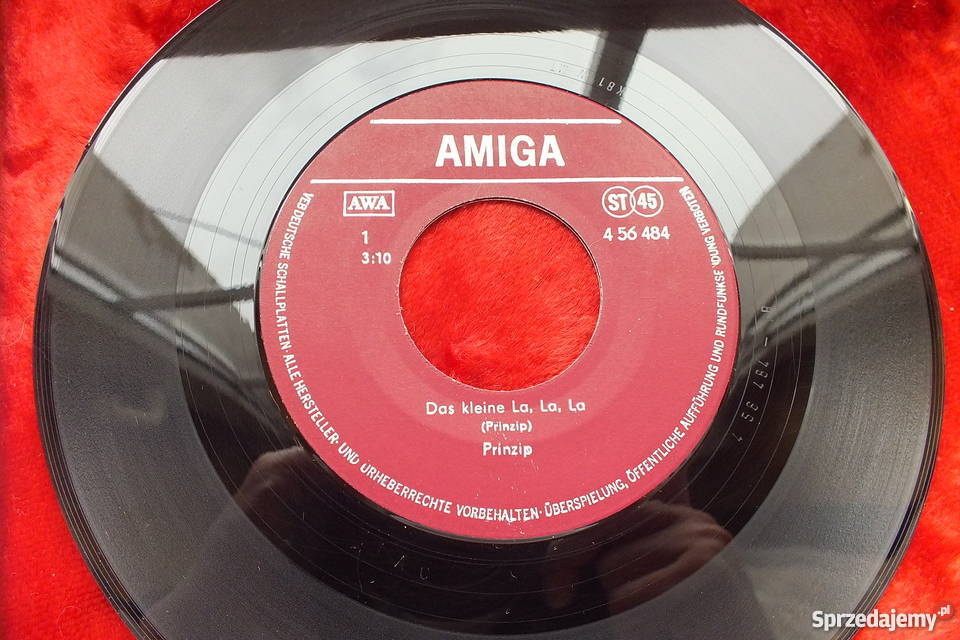 AMIGA
AWA
ST 45
1
4 56 484
3:10
Das kleine La, La, La
(Prinzip)
Prinzip
VEB DEUTSCHE SCHALLPLATTEN · ALLE HERSTELLER- UND URHEBERRECHTE VORBEHALTEN · ÜBERSPIELUNG, ÖFFENTLICHE AUFFÜHRUNG UND RUNDFUNKSENDUNG VERBOTEN
Sprzedajemy.pl